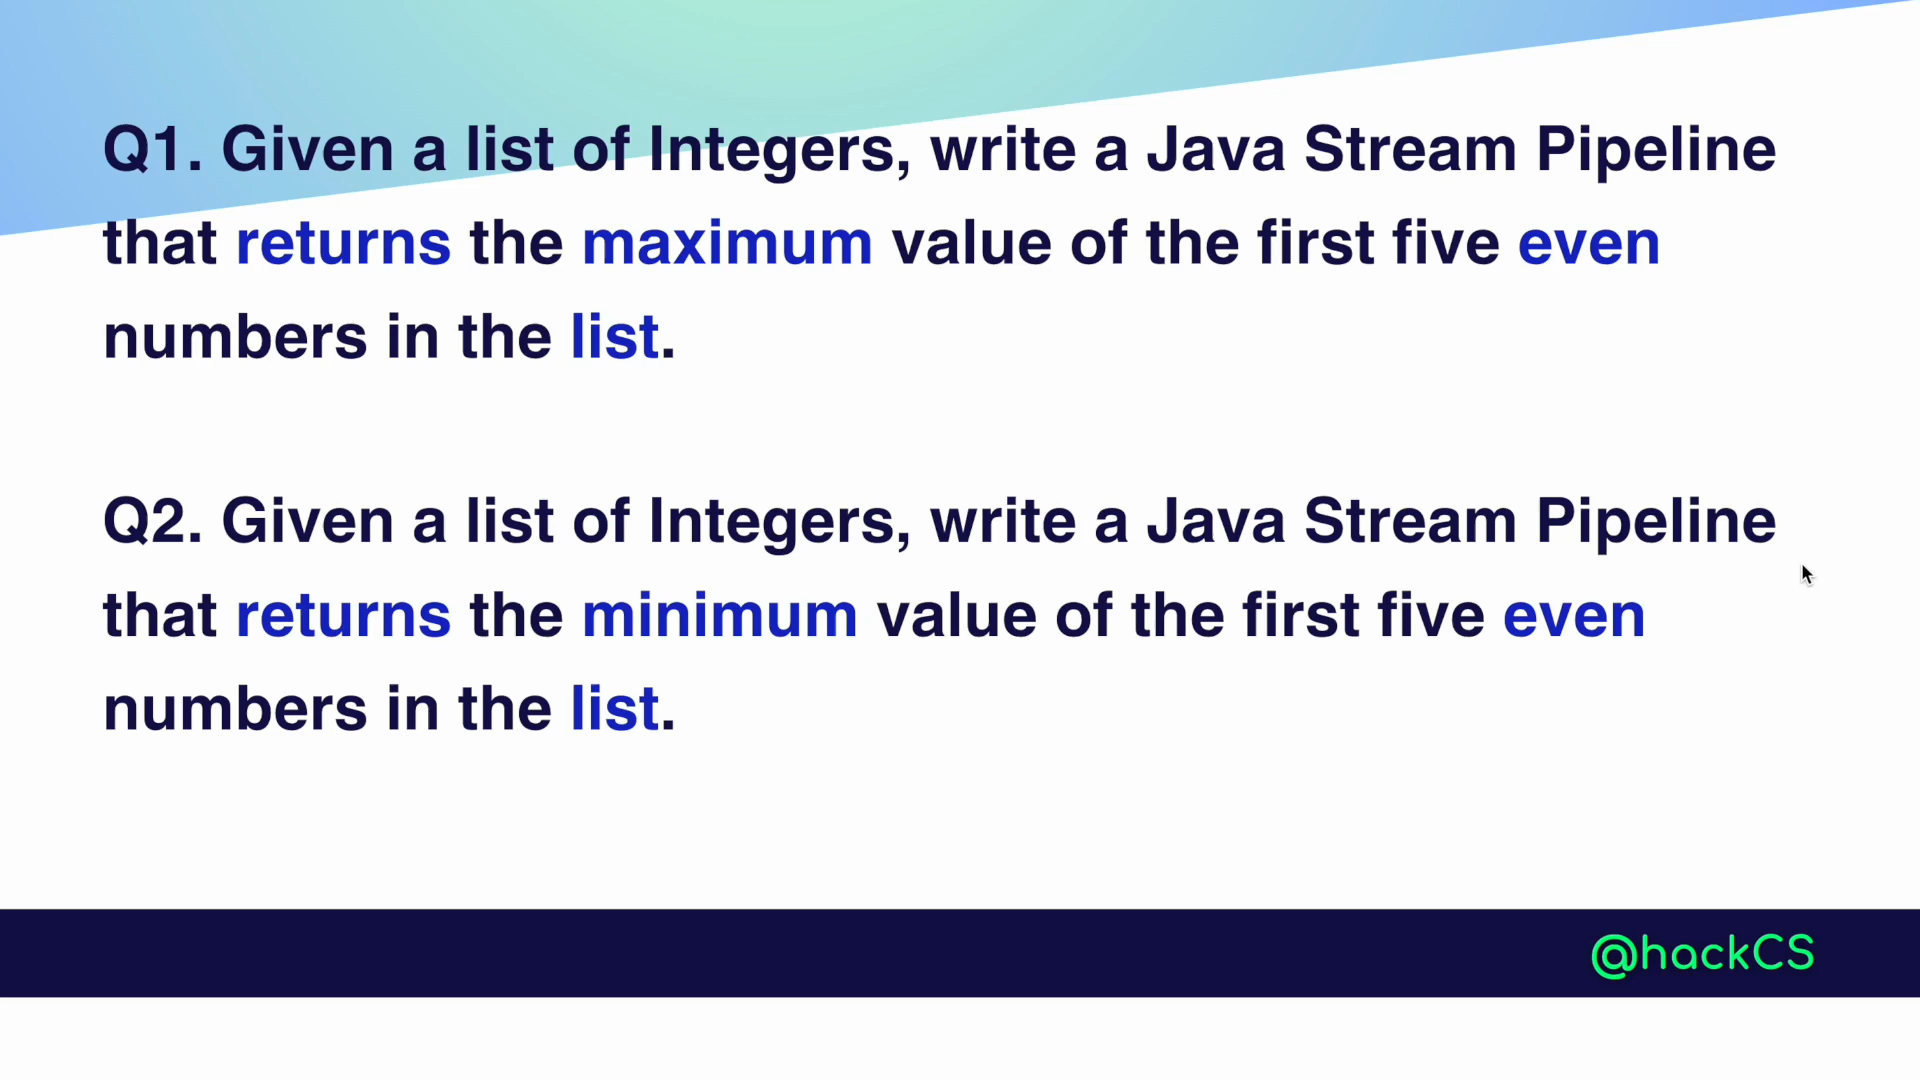 Q1. Given a list of Integers, write a Java Stream Pipeline
that returns the maximum value of the first five even
numbers in the list.
Q2. Given a list of Integers, write a Java Stream Pipeline
that returns the minimum value of the first five even
numbers in the list.
@hackCS